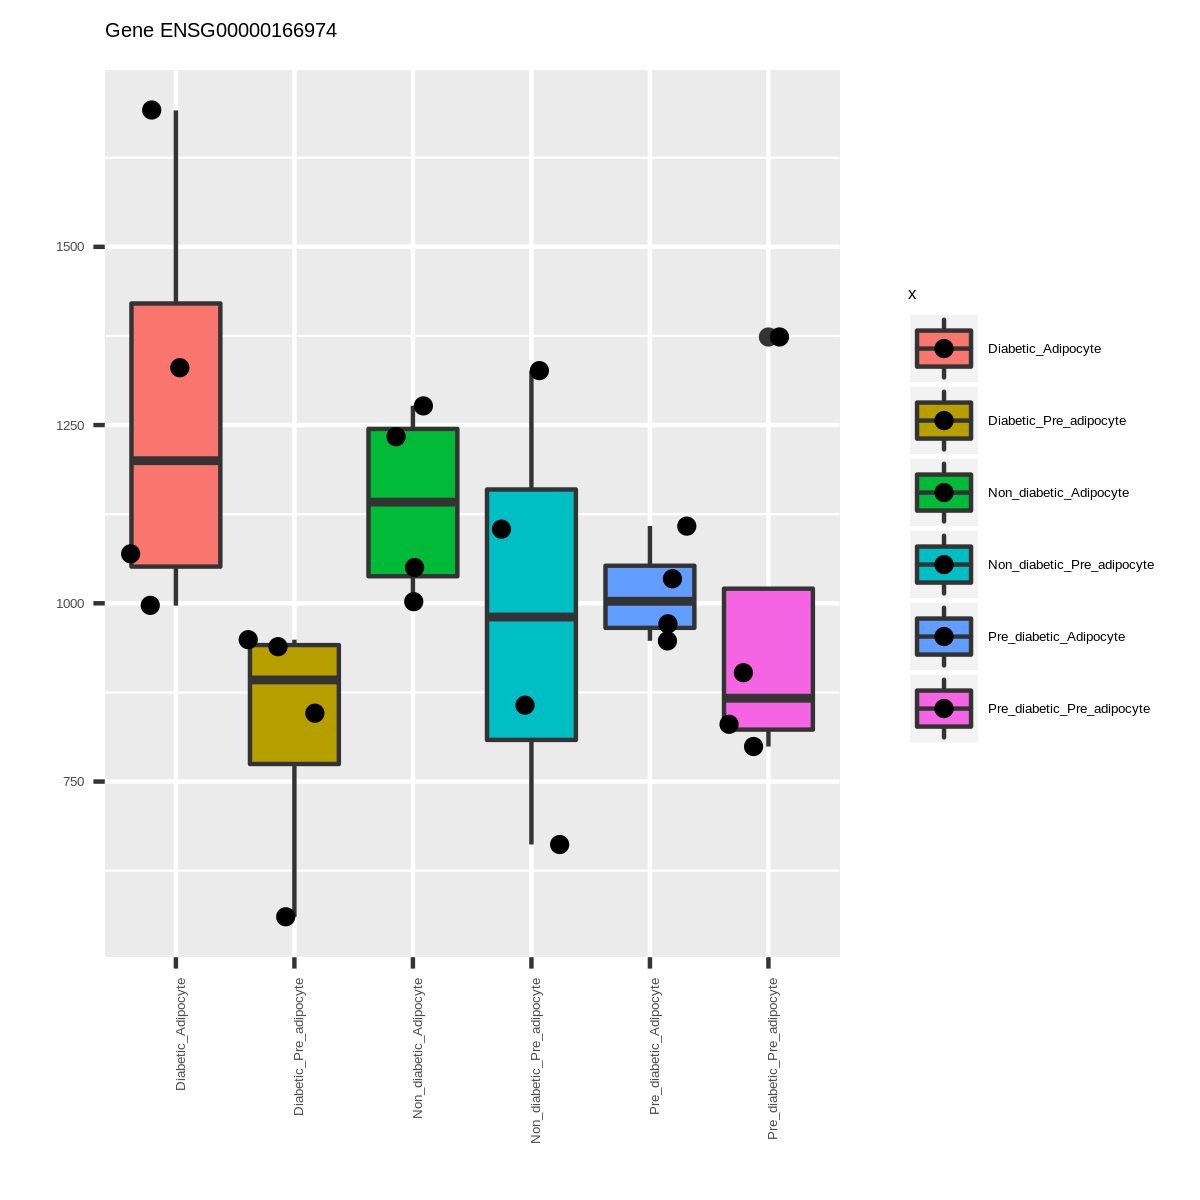 Gene ENSG00000166974
1500
1250
1000
750
Diabetic_Adipocyte
Diabetic_Pre_adipocyte
Non_diabetic_Adipocyte
Non_diabetic_Pre_adipocyte
Pre_diabetic_Adipocyte
Pre_diabetic_Pre_adipocyte
x
Diabetic_Adipocyte
Diabetic_Pre_adipocyte
Non_diabetic_Adipocyte
Non_diabetic_Pre_adipocyte
Pre_diabetic_Adipocyte
Pre_diabetic_Pre_adipocyte